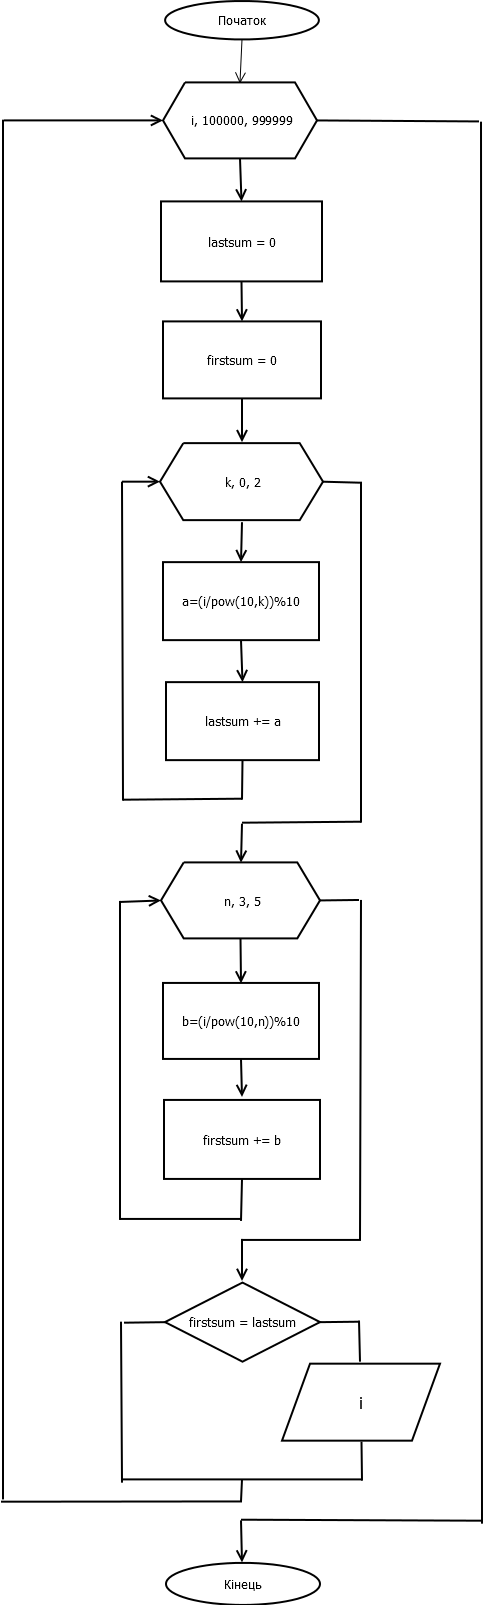 Початок
i, 100000, 999999
lastsum = 0
firstsum = 0
k, 0, 2
a=(i/pow(10,k))%10
lastsum += a
n, 3, 5
b=(i/pow(10,n))%10
firstsum += b
firstsum = lastsum
i
Кінець